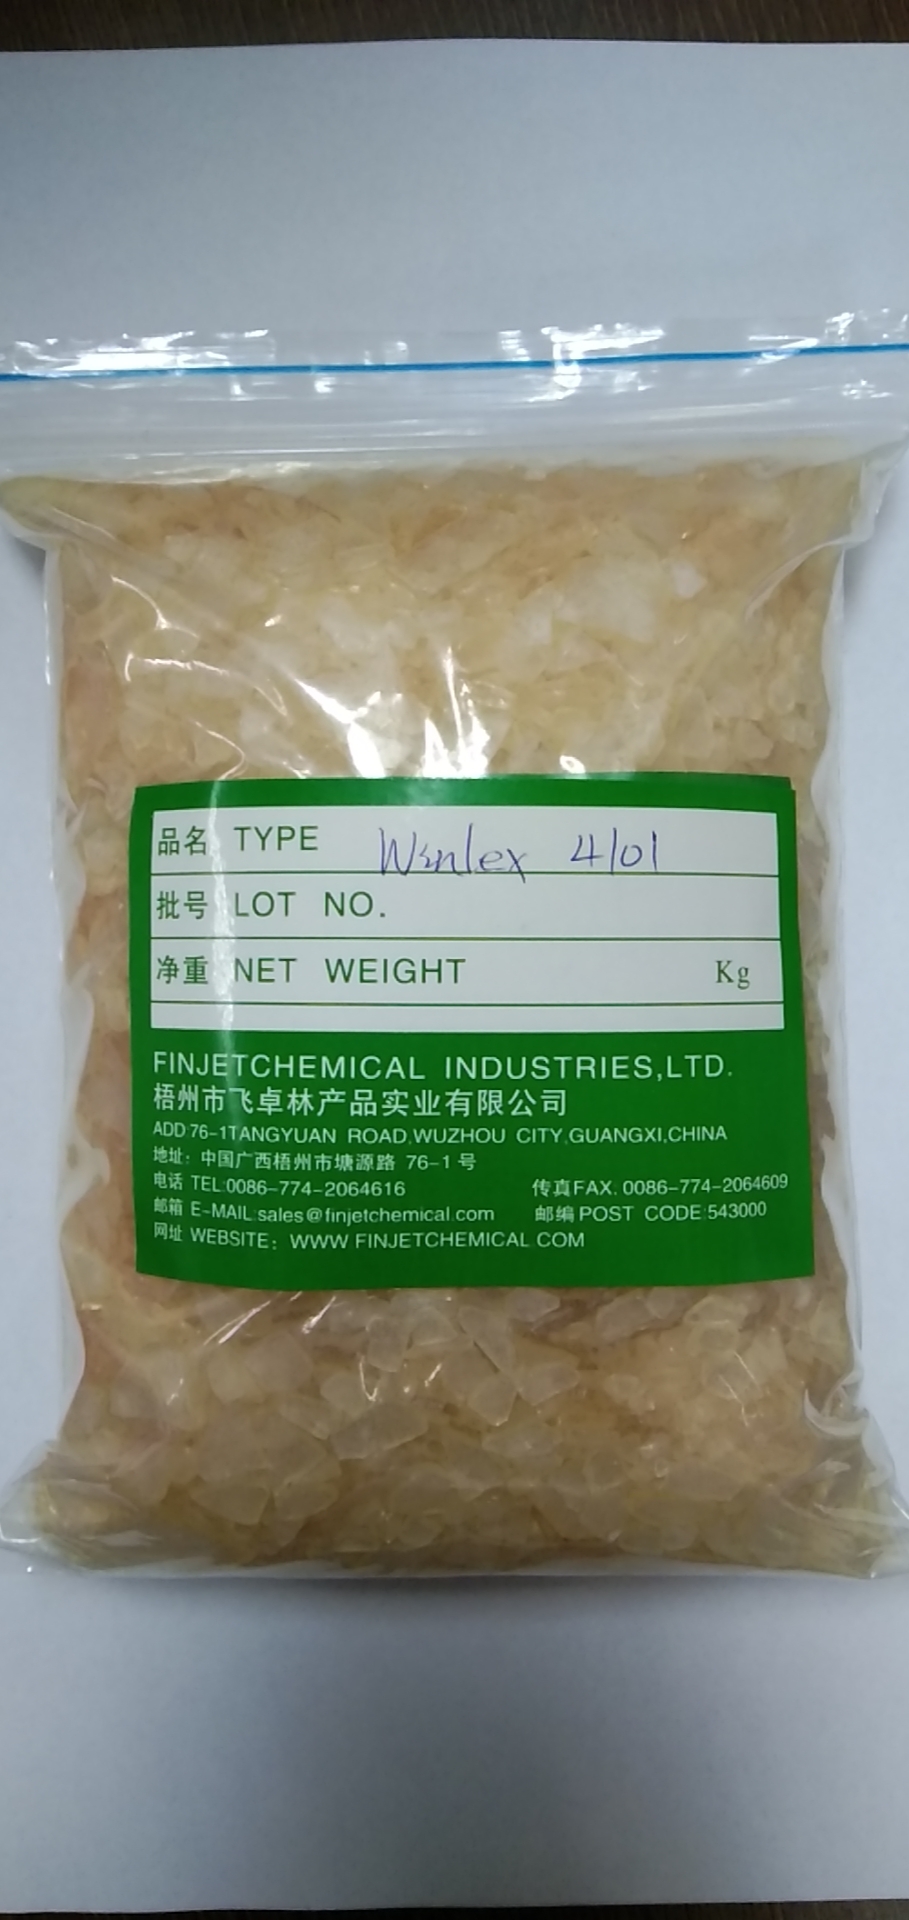 品名 TYPE Winlex 4101
批号 LOT NO.
净重 NET WEIGHT Kg
FINJETCHEMICAL INDUSTRIES,LTD.
梧州市飞卓林产品实业有限公司
ADD:76-1TANGYUAN ROAD,WUZHOU CITY,GUANGXI,CHINA
地址：中国广西梧州市塘源路 76-1号
电话 TEL:0086-774-2064616 传真FAX. 0086-774-2064609
邮箱 E-MAIL:sales@finjetchemical.com 邮编 POST CODE:543000
网址 WEBSITE：WWW FINJETCHEMICAL COM